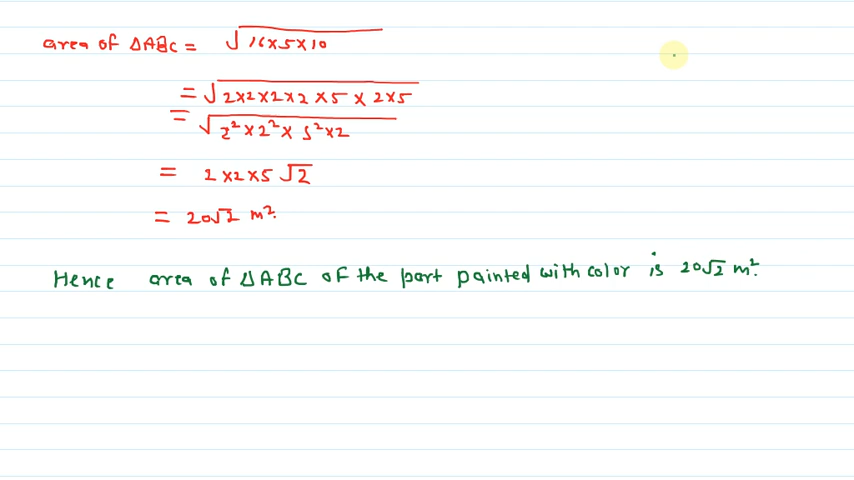 area of ΔABC = √16×5×10
= √2×2×2×2×5×2×5
= √2²×2²×5²×2
= 2×2×5√2
= 20√2 m².
Hence area of ΔABC of the part painted with color is 20√2 m².